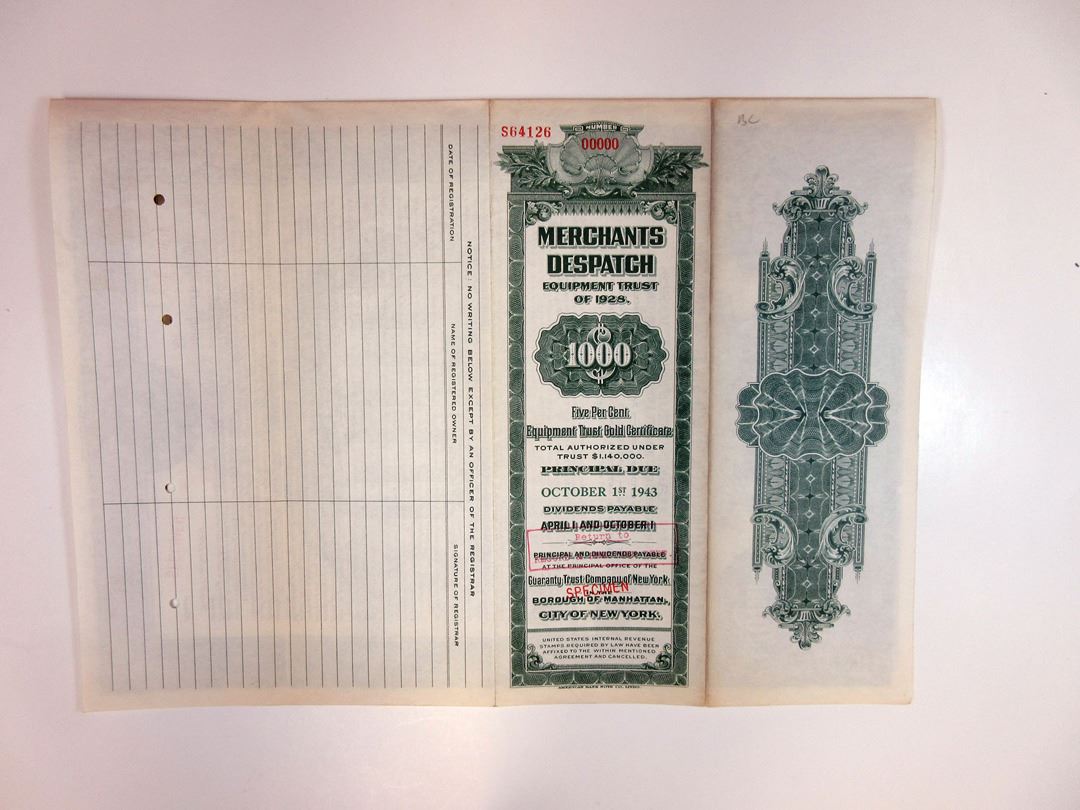 DATE OF REGISTRATION
NAME OF REGISTERED OWNER
SIGNATURE OF REGISTRAR
NOTICE: NO WRITING BELOW EXCEPT BY AN OFFICER OF THE REGISTRAR
S64126
NUMBER
00000
MERCHANTS
DESPATCH
EQUIPMENT TRUST
OF 1928.
$1000
Five Per Cent.
Equipment Trust Gold Certificate
TOTAL AUTHORIZED UNDER
TRUST $1,140,000.
PRINCIPAL DUE
OCTOBER 1ST 1943
DIVIDENDS PAYABLE
APRIL 1 AND OCTOBER 1
Return to
PRINCIPAL AND DIVIDENDS PAYABLE
AT THE PRINCIPAL OFFICE OF THE
Guaranty Trust Company of New York
SPECIMEN
BOROUGH OF MANHATTAN,
CITY OF NEW YORK.
UNITED STATES INTERNAL REVENUE
STAMPS REQUIRED BY LAW HAVE BEEN
AFFIXED TO THE WITHIN MENTIONED
AGREEMENT AND CANCELLED.
AMERICAN BANK NOTE CO.
BC